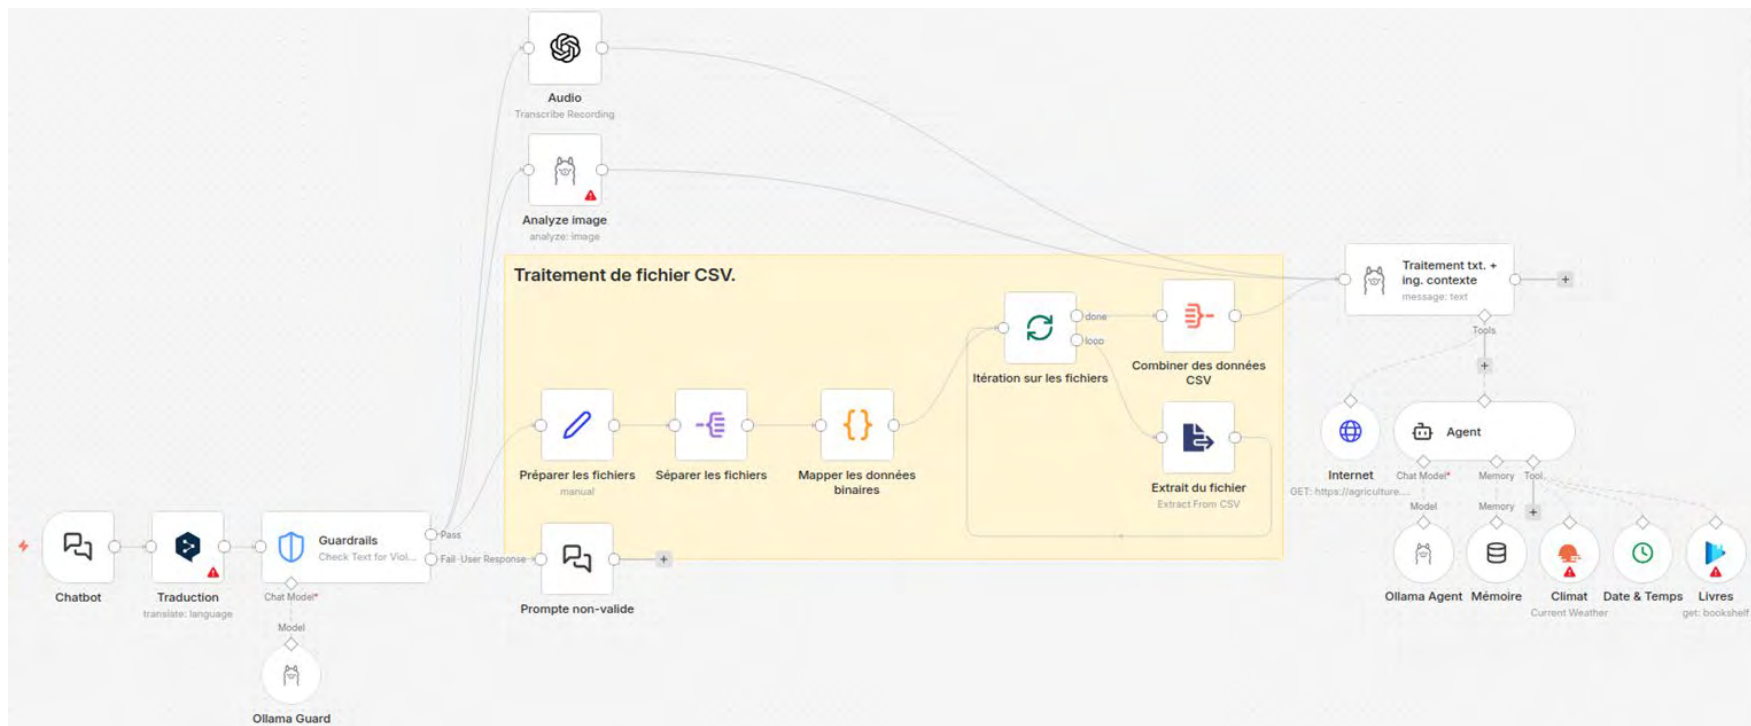 Audio
Transcribe Recording
Analyze image
analyze: image
Traitement de fichier CSV.
Préparer les fichiers
manual
Séparer les fichiers
Mapper les données
binaires
Itération sur les fichiers
done
loop
Combiner des données
CSV
Extrait du fichier
Extract From CSV
Traitement txt. +
ing. contexte
message: text
Tools
Internet
GET: https://agriculture....
Agent
Chat Model*
Memory
Tool
Model
Memory
Ollama Agent
Mémoire
Climat
Current Weather
Date & Temps
Livres
get: bookshelf
Chatbot
Traduction
translate: language
Guardrails
Check Text for Viol...
Pass
Fail
User Response
Chat Model*
Model
Ollama Guard
Prompte non-valide